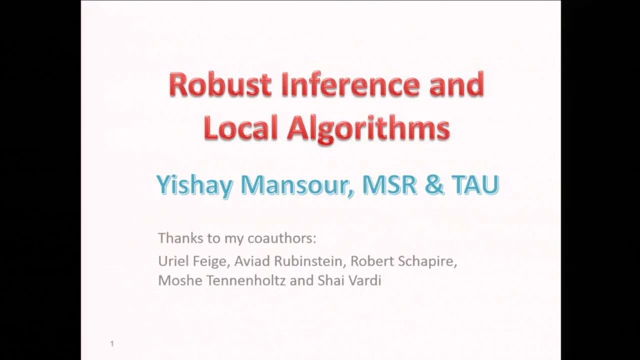 Robust Inference and
Local Algorithms
Yishay Mansour, MSR & TAU
Thanks to my coauthors:
Uriel Feige, Aviad Rubinstein, Robert Schapire,
Moshe Tennenholtz and Shai Vardi
1